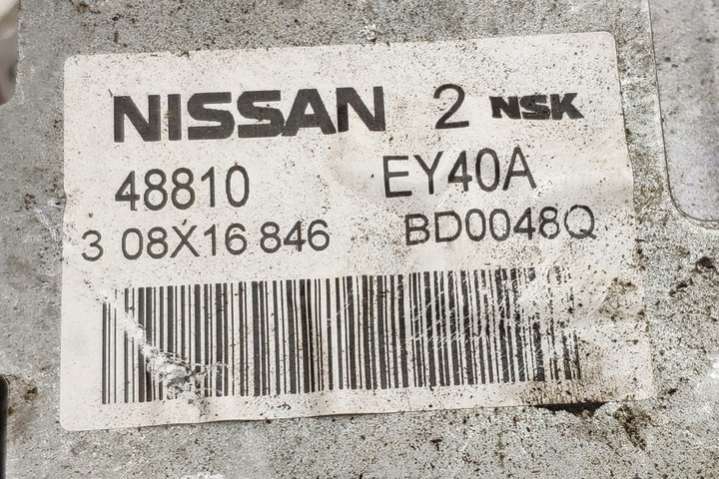 NISSAN 2 NSK
48810 EY40A
3 08X16 846 BD0048Q